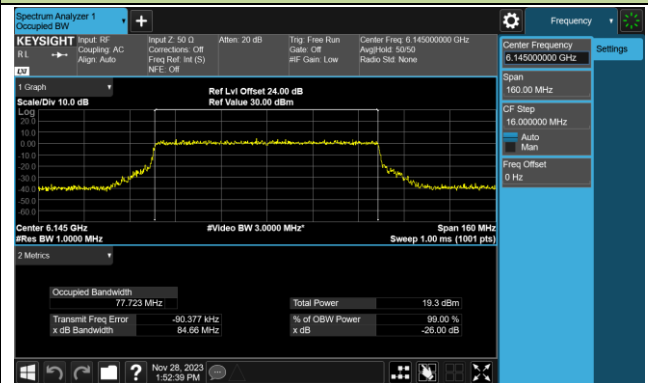 Spectrum Analyzer 1
Occupied BW
Frequency
KEYSIGHT
RL
LXI
Input: RF
Coupling: AC
Align: Auto
Input Z: 50 Ω
Corrections: Off
Freq Ref: Int (S)
NFE: Off
Atten: 20 dB
Trig: Free Run
Gate: Off
#IF Gain: Low
Center Freq: 6.145000000 GHz
Avg|Hold: 50/50
Radio Std: None
Center Frequency
6.145000000 GHz
Settings
Span
160.00 MHz
CF Step
16.000000 MHz
Auto
Man
Freq Offset
0 Hz
1 Graph
Scale/Div 10.0 dB
Ref Lvl Offset 24.00 dB
Ref Value 30.00 dBm
Log
20.0
10.0
0.00
-10.0
-20.0
-30.0
-40.0
-50.0
-60.0
Center 6.145 GHz
#Video BW 3.0000 MHz*
Span 160 MHz
#Res BW 1.0000 MHz
Sweep 1.00 ms (1001 pts)
2 Metrics
Occupied Bandwidth
77.723 MHz
Total Power 19.3 dBm
Transmit Freq Error -90.377 kHz
% of OBW Power 99.00 %
x dB Bandwidth 84.66 MHz
x dB -26.00 dB
?
Nov 28, 2023
1:52:39 PM